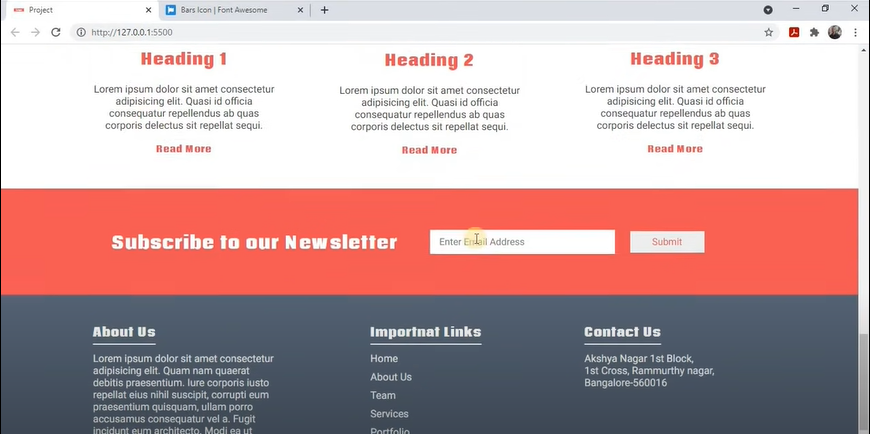 Project
Bars Icon | Font Awesome
http://127.0.0.1:5500
Heading 1
Lorem ipsum dolor sit amet consectetur
adipisicing elit. Quasi id officia
consequatur repellendus ab quas
corporis delectus sit repellat sequi.
Read More
Heading 2
Lorem ipsum dolor sit amet consectetur
adipisicing elit. Quasi id officia
consequatur repellendus ab quas
corporis delectus sit repellat sequi.
Read More
Heading 3
Lorem ipsum dolor sit amet consectetur
adipisicing elit. Quasi id officia
consequatur repellendus ab quas
corporis delectus sit repellat sequi.
Read More
Subscribe to our Newsletter
Enter Email Address
Submit
About Us
Lorem ipsum dolor sit amet consectetur
adipisicing elit. Quam nam quaerat
debitis praesentium. Iure corporis iusto
repellat eius nihil suscipit, corrupti eum
praesentium quisquam, ullam porro
accusamus consequatur vel a. Fugit
incidunt eum architecto. Modi ea ut
Importnat Links
Home
About Us
Team
Services
Portfolio
Contact Us
Akshya Nagar 1st Block,
1st Cross, Rammurthy nagar,
Bangalore-560016